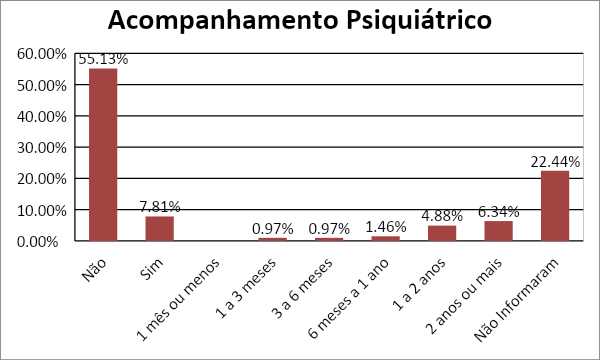 Acompanhamento Psiquiátrico
60.00%
50.00%
40.00%
30.00%
20.00%
10.00%
0.00%
55.13%
7.81%
0.97%
0.97%
1.46%
4.88%
6.34%
22.44%
Não
Sim
1 mês ou menos
1 a 3 meses
3 a 6 meses
6 meses a 1 ano
1 a 2 anos
2 anos ou mais
Não Informaram